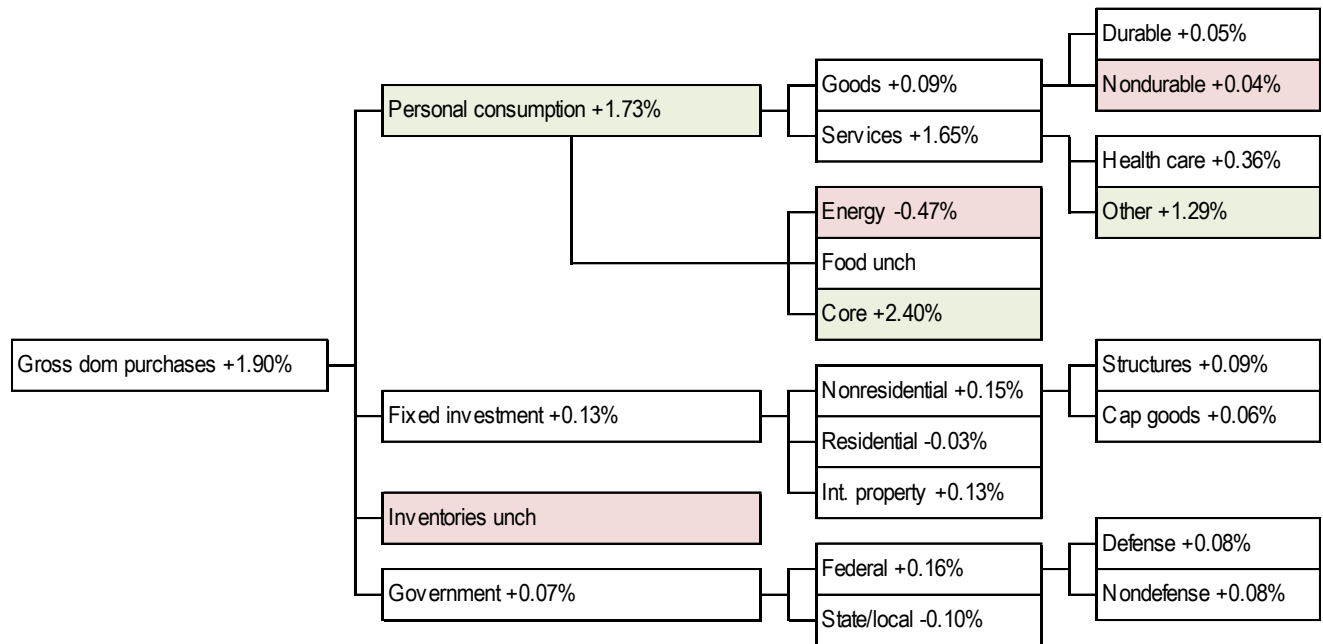 Durable +0.05%
Goods +0.09%
Nondurable +0.04%
Personal consumption +1.73%
Services +1.65%
Health care +0.36%
Other +1.29%
Energy -0.47%
Food unch
Core +2.40%
Gross dom purchases +1.90%
Structures +0.09%
Nonresidential +0.15%
Cap goods +0.06%
Fixed investment +0.13%
Residential -0.03%
Int. property +0.13%
Inventories unch
Defense +0.08%
Federal +0.16%
Nondefense +0.08%
Government +0.07%
State/local -0.10%